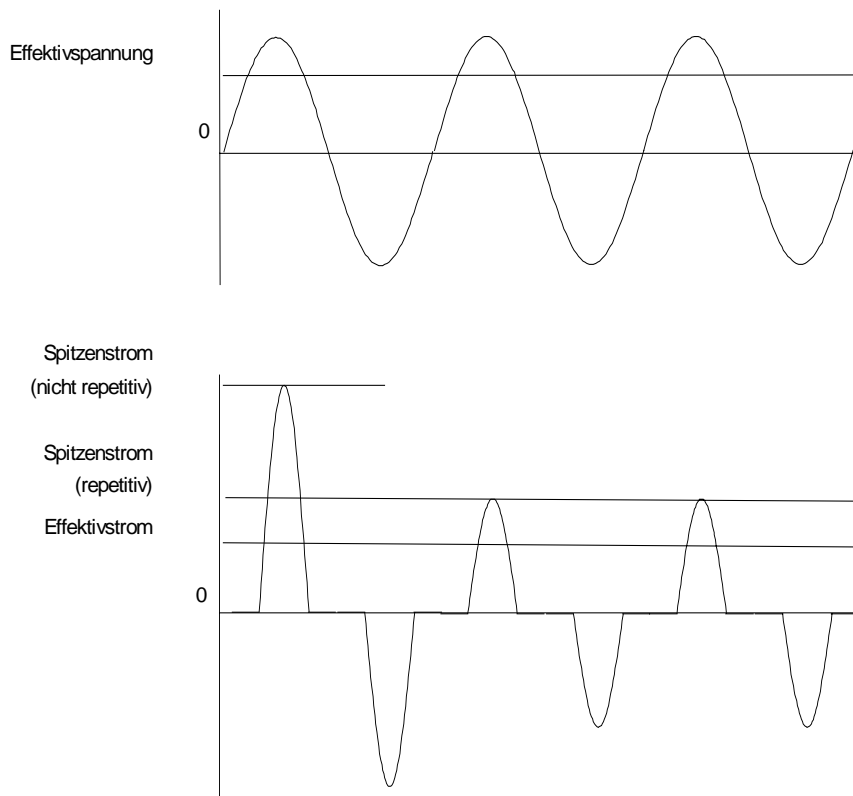 Effektivspannung
0
Spitzenstrom
(nicht repetitiv)
Spitzenstrom
(repetitiv)
Effektivstrom
0